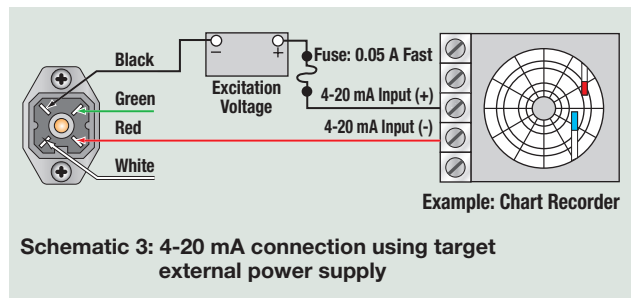 Black
Green
Red
White
− +
Excitation
Voltage
Fuse: 0.05 A Fast
4-20 mA Input (+)
4-20 mA Input (-)
Example: Chart Recorder
Schematic 3: 4-20 mA connection using target
external power supply